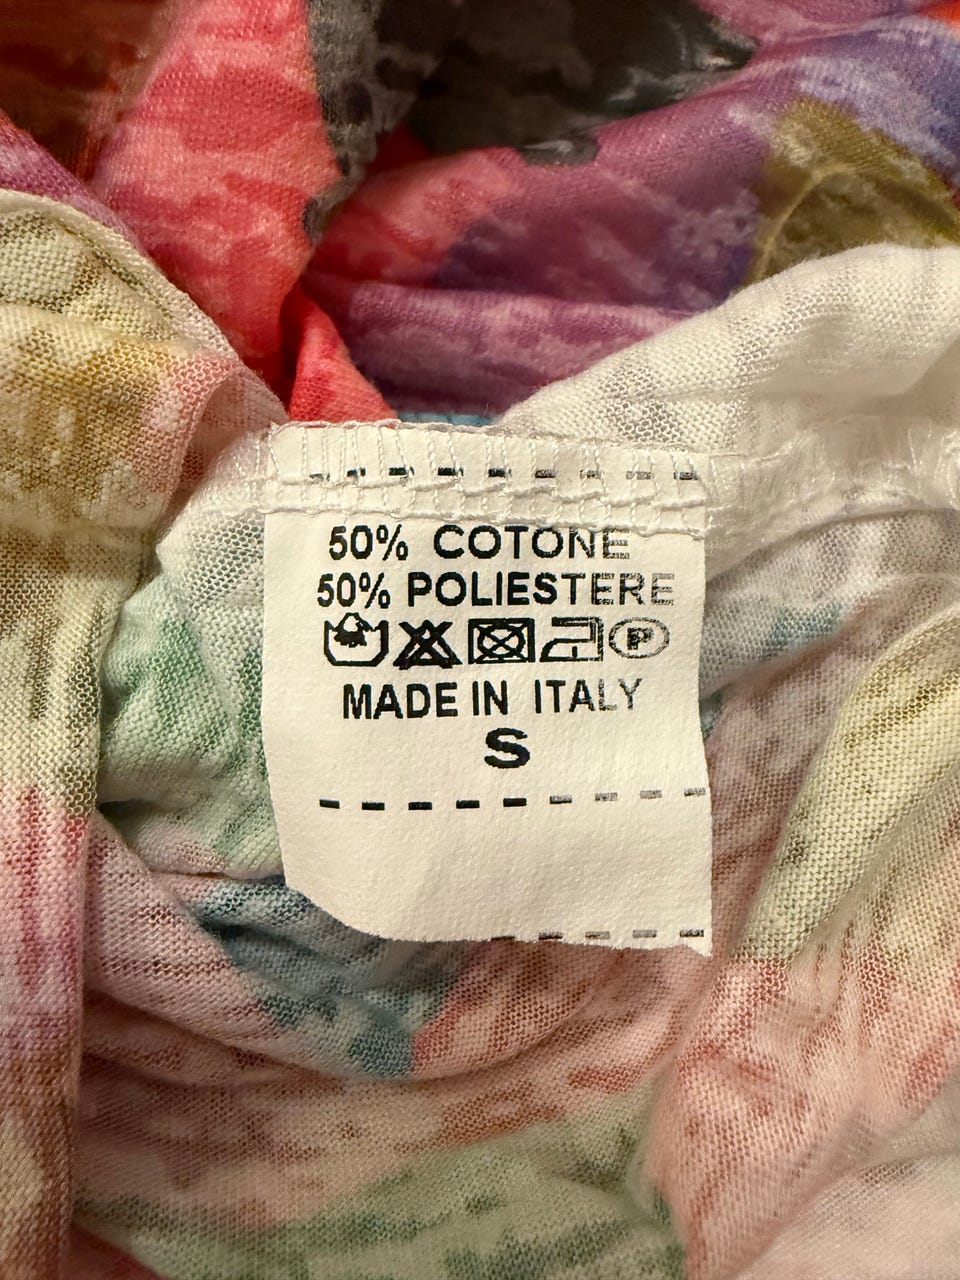 50% COTONE
50% POLIESTERE
P
MADE IN ITALY
S